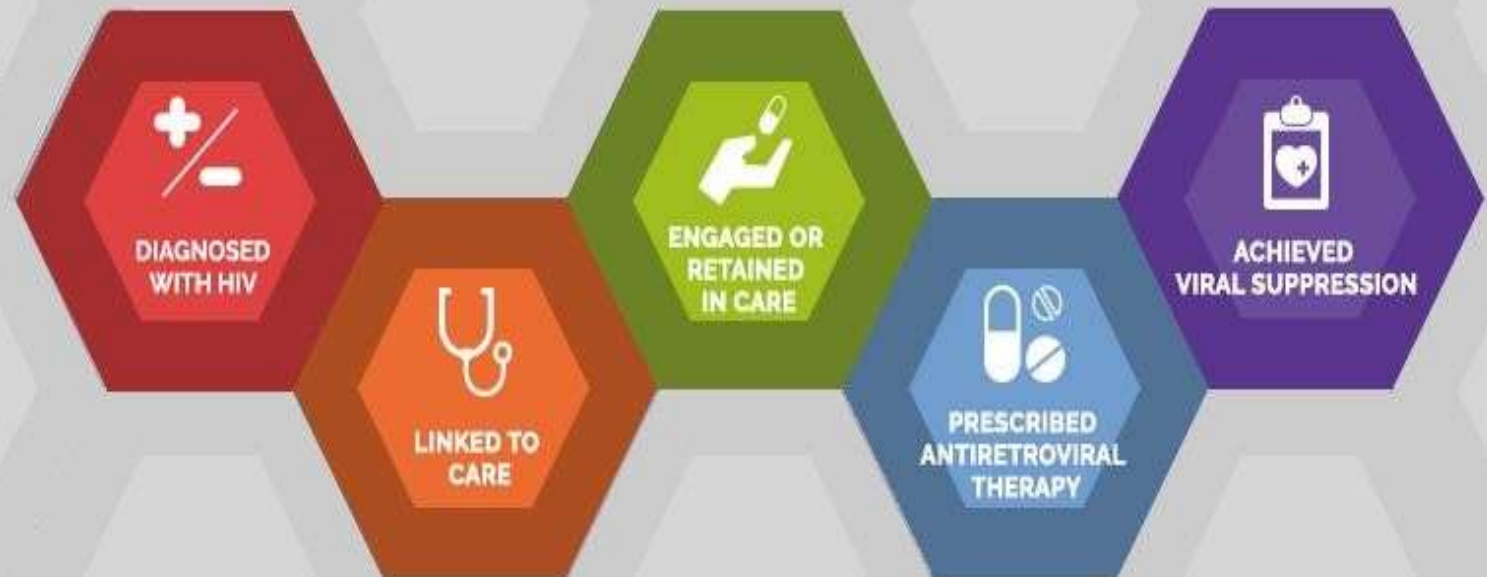 DIAGNOSED
WITH HIV
LINKED TO
CARE
ENGAGED OR
RETAINED
IN CARE
PRESCRIBED
ANTIRETROVIRAL
THERAPY
ACHIEVED
VIRAL SUPPRESSION